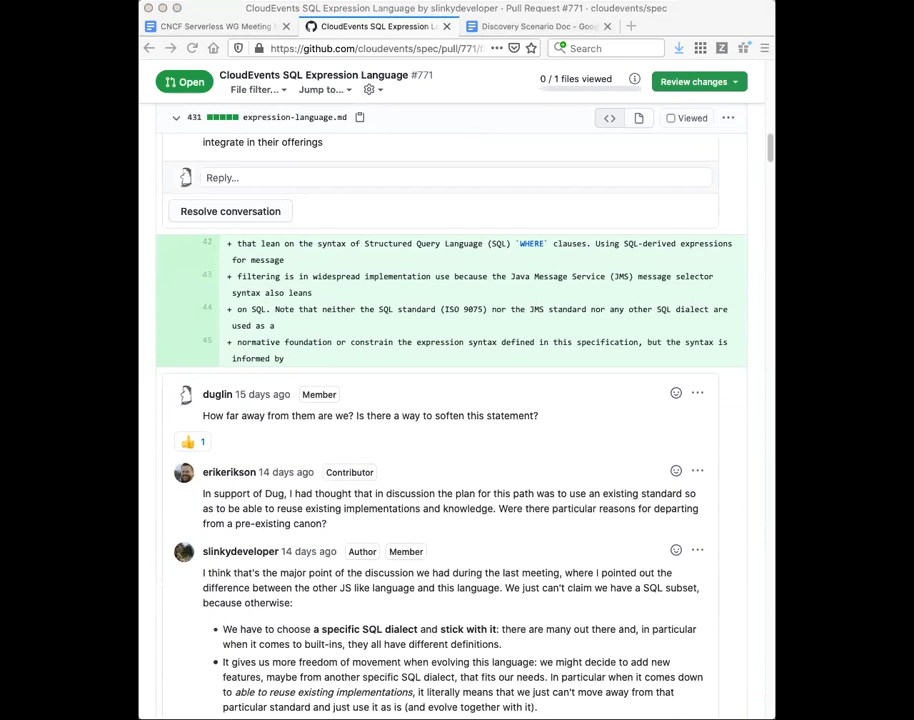 CloudEvents SQL Expression Language by slinkydeveloper · Pull Request #771 · cloudevents/spec
CNCF Serverless WG Meeting
CloudEvents SQL Expression L
Discovery Scenario Doc - Goog
https://github.com/cloudevents/spec/pull/771/f
Search
Open
CloudEvents SQL Expression Language #771
File filter...
Jump to...
0 / 1 files viewed
Review changes
431
expression-language.md
Viewed
integrate in their offerings
Reply...
Resolve conversation
42 + that lean on the syntax of Structured Query Language (SQL) `WHERE` clauses. Using SQL-derived expressions
for message
43 + filtering is in widespread implementation use because the Java Message Service (JMS) message selector
syntax also leans
44 + on SQL. Note that neither the SQL standard (ISO 9075) nor the JMS standard nor any other SQL dialect are
used as a
45 + normative foundation or constrain the expression syntax defined in this specification, but the syntax is
informed by
duglin 15 days ago Member
How far away from them are we? Is there a way to soften this statement?
👍 1
erikerikson 14 days ago Contributor
In support of Dug, I had thought that in discussion the plan for this path was to use an existing standard so
as to be able to reuse existing implementations and knowledge. Were there particular reasons for departing
from a pre-existing canon?
slinkydeveloper 14 days ago Author Member
I think that's the major point of the discussion we had during the last meeting, where I pointed out the
difference between the other JS like language and this language. We just can't claim we have a SQL subset,
because otherwise:
• We have to choose a specific SQL dialect and stick with it: there are many out there and, in particular
when it comes to built-ins, they all have different definitions.
• It gives us more freedom of movement when evolving this language: we might decide to add new
features, maybe from another specific SQL dialect, that fits our needs. In particular when it comes down
to able to reuse existing implementations, it literally means that we just can't move away from that
particular standard and just use it as is (and evolve together with it).